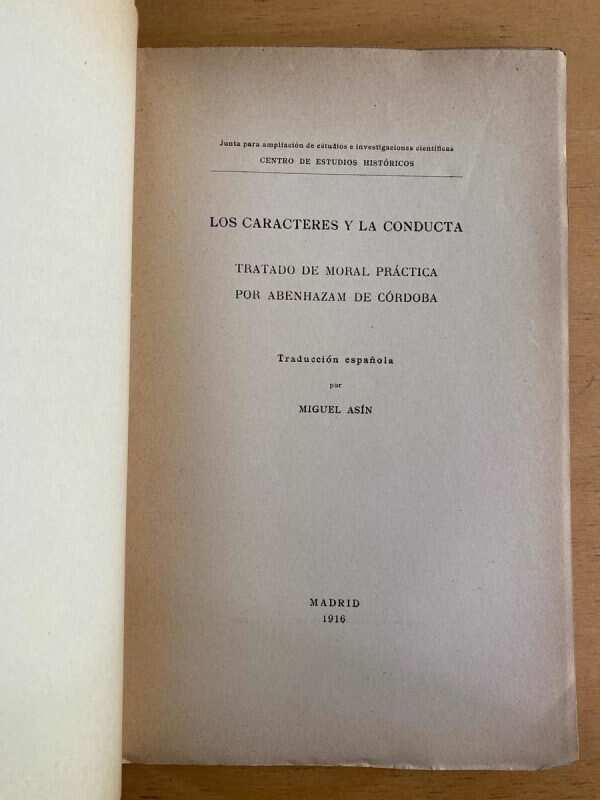 Junta para ampliación de estudios e investigaciones científicas
CENTRO DE ESTUDIOS HISTÓRICOS
LOS CARACTERES Y LA CONDUCTA
TRATADO DE MORAL PRÁCTICA
POR ABENHAZAM DE CÓRDOBA
Traducción española
por
MIGUEL ASÍN
MADRID
1916